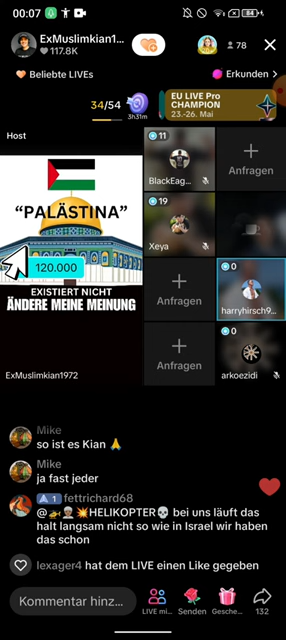 00:07
84
ExMuslimkian1...
117.8K
78
Beliebte LIVEs
Erkunden
34/54
3h31m
EU LIVE Pro
CHAMPION
23.-26. Mai
Host
"PALÄSTINA"
120.000
EXISTIERT NICHT
ÄNDERE MEINE MEINUNG
ExMuslimkian1972
11
BlackEag...
Anfragen
19
Xeya
Anfragen
0
harryhirsch9...
Anfragen
0
arkoezidi
Mike
so ist es Kian 🙏
Mike
ja fast jeder
1 fettrichard68
@🚁👨🏽‍🦳💥HELIKOPTER💀 bei uns läuft das
halt langsam nicht so wie in Israel wir haben
das schon
lexager4 hat dem LIVE einen Like gegeben
Kommentar hinz...
LIVE mi...
Senden
Gesche...
132